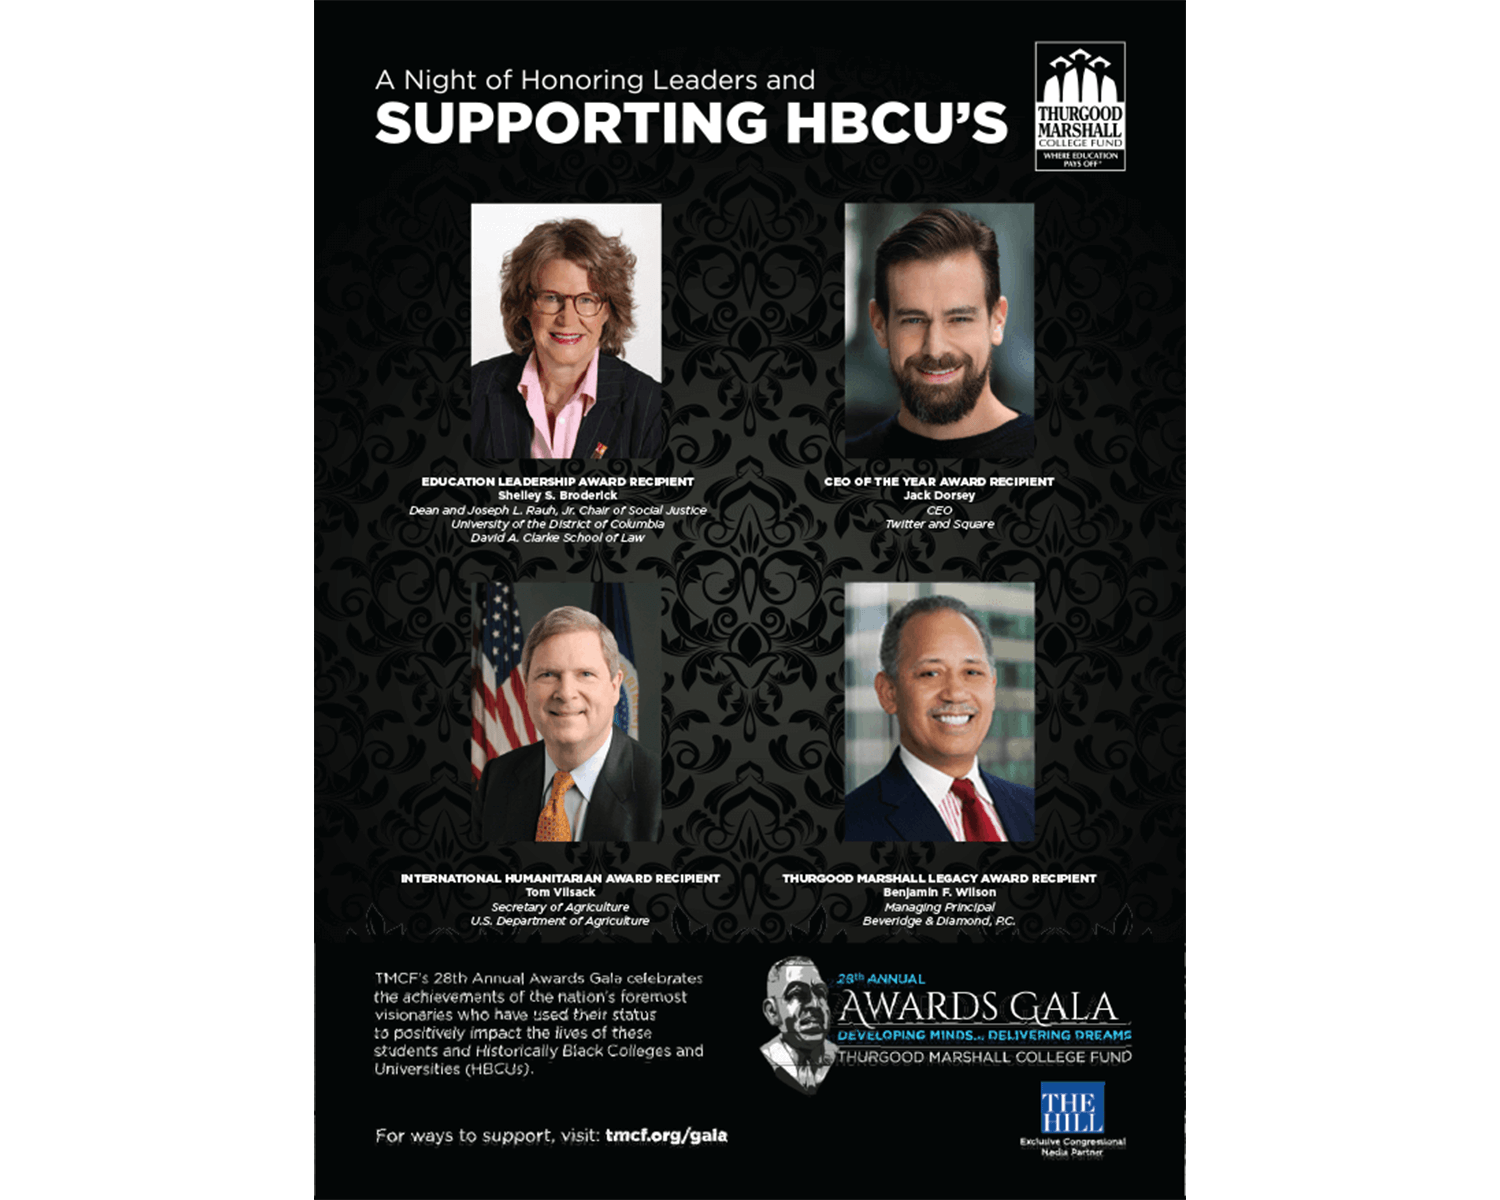 A Night of Honoring Leaders and
SUPPORTING HBCU'S
THURGOOD
MARSHALL
COLLEGE FUND
WHERE EDUCATION
PAYS OFF
EDUCATION LEADERSHIP AWARD RECIPIENT
Shelley S. Broderick
Dean and Joseph L. Rauh, Jr. Chair of Social Justice
University of the District of Columbia
David A. Clarke School of Law
CEO OF THE YEAR AWARD RECIPIENT
Jack Dorsey
CEO
Twitter and Square
INTERNATIONAL HUMANITARIAN AWARD RECIPIENT
Tom Vilsack
Secretary of Agriculture
U.S. Department of Agriculture
THURGOOD MARSHALL LEGACY AWARD RECIPIENT
Benjamin F. Wilson
Managing Principal
Beveridge & Diamond, P.C.
TMCF's 28th Annual Awards Gala celebrates
the achievements of the nation's foremost
visionaries who have used their status
to positively impact the lives of these
students and Historically Black Colleges and
Universities (HBCUs).
For ways to support, visit: tmcf.org/gala
28th ANNUAL
AWARDS GALA
DEVELOPING MINDS... DELIVERING DREAMS
THURGOOD MARSHALL COLLEGE FUND
THE
HILL
Exclusive Congressional
Media Partner